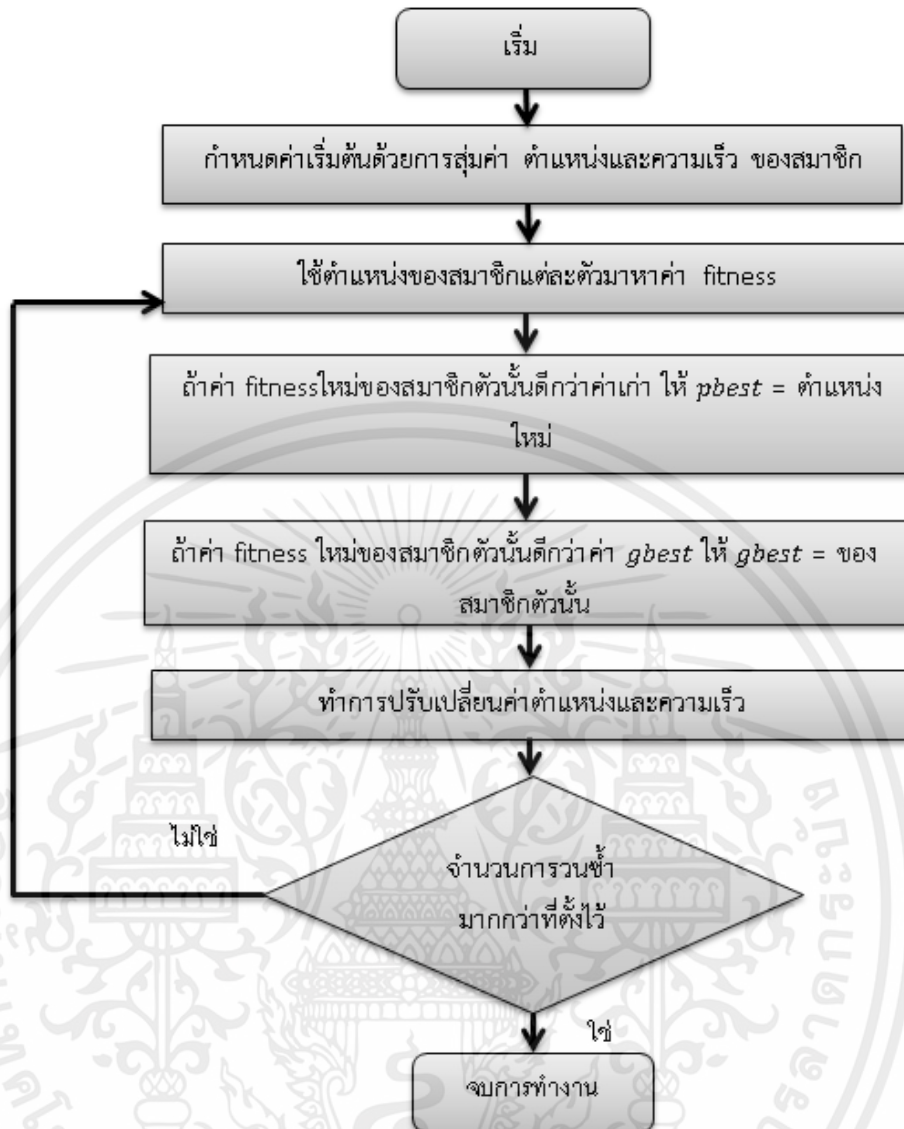 เริ่ม
กำหนดค่าเริ่มต้นด้วยการสุ่มค่า ตำแหน่งและความเร็ว ของสมาชิก
ใช้ตำแหน่งของสมาชิกแต่ละตัวมาหาค่า fitness
ถ้าค่า fitnessใหม่ของสมาชิกตัวนั้นดีกว่าค่าเก่า ให้ pbest = ตำแหน่ง
ใหม่
ถ้าค่า fitness ใหม่ของสมาชิกตัวนั้นดีกว่าค่า gbest ให้ gbest = ของ
สมาชิกตัวนั้น
ทำการปรับเปลี่ยนค่าตำแหน่งและความเร็ว
ไม่ใช่
จำนวนการวนซ้ำ
มากกว่าที่ตั้งไว้
ใช่
จบการทำงาน